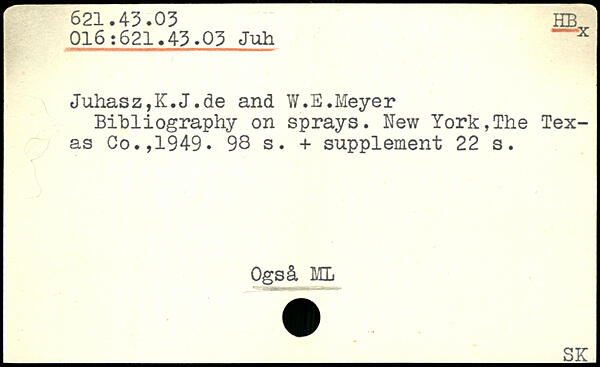 621.43.03
HBx
016:621.43.03 Juh
Juhasz,K.J.de and W.E.Meyer
Bibliography on sprays. New York,The Tex-
as Co.,1949. 98 s. + supplement 22 s.
Også ML
SK